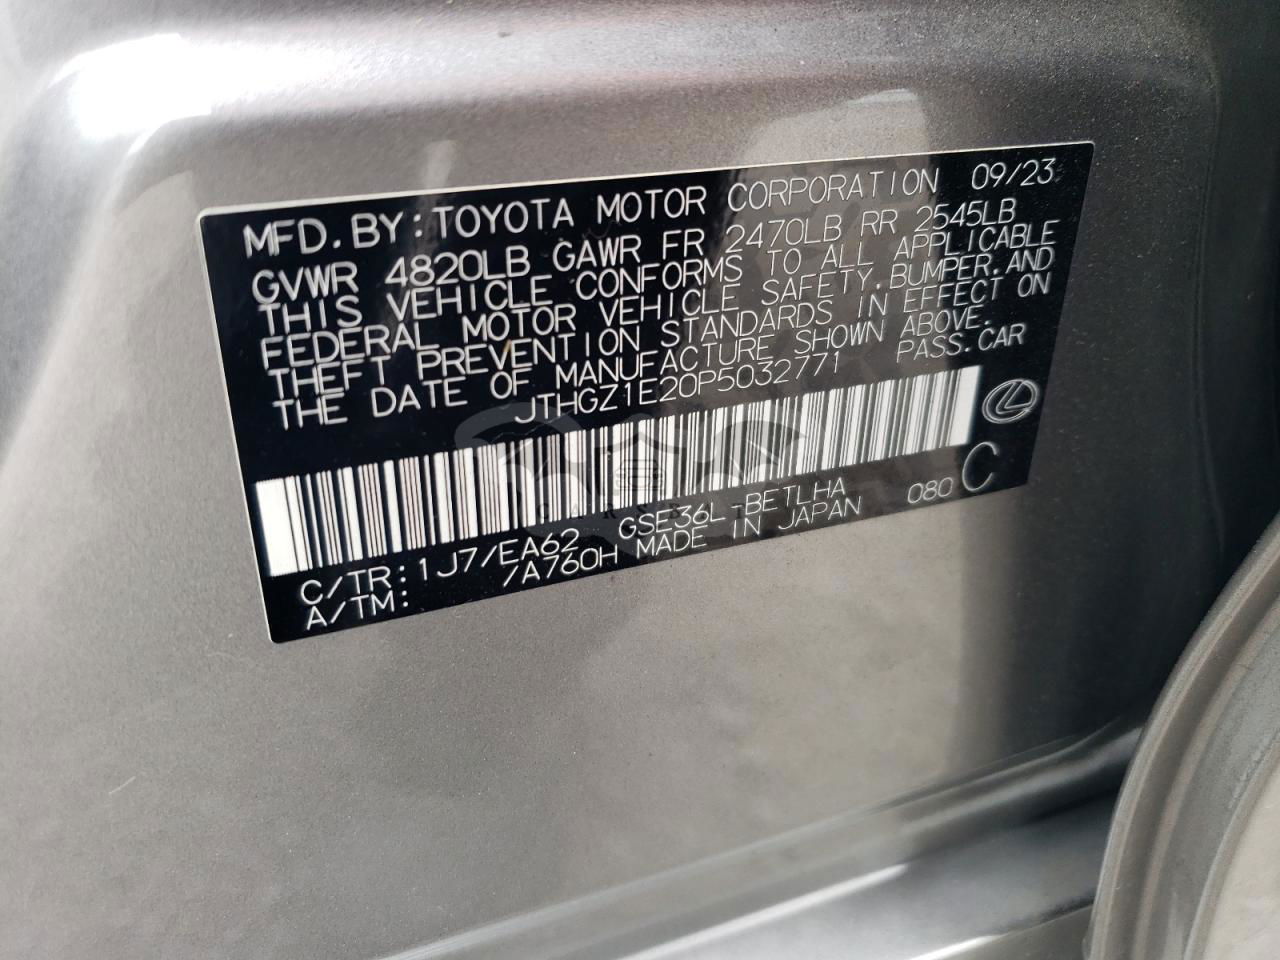 MFD. BY: TOYOTA MOTOR CORPORATION 09/23
GVWR 4820LB GAWR FR 2470LB RR 2545LB
THIS VEHICLE CONFORMS TO ALL APPLICABLE
FEDERAL MOTOR VEHICLE SAFETY, BUMPER, AND
THEFT PREVENTION STANDARDS IN EFFECT ON
THE DATE OF MANUFACTURE SHOWN ABOVE.
JTHGZ1E20P5032771 PASS. CAR
C/TR: 1J7/EA62 GSE36L-BETLHA 080 C
A/TM: /A760H MADE IN JAPAN